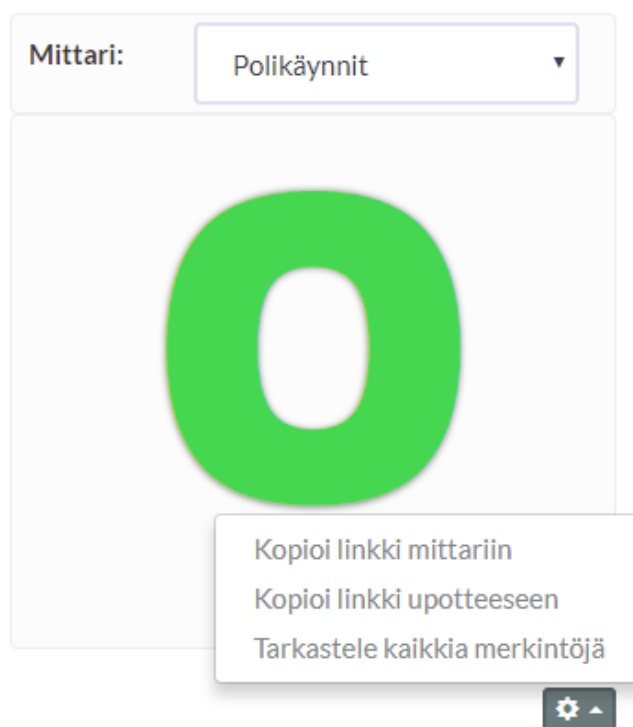 Mittari:
Polikäynnit
0
Kopioi linkki mittariin
Kopioi linkki upotteeseen
Tarkastele kaikkia merkintöjä